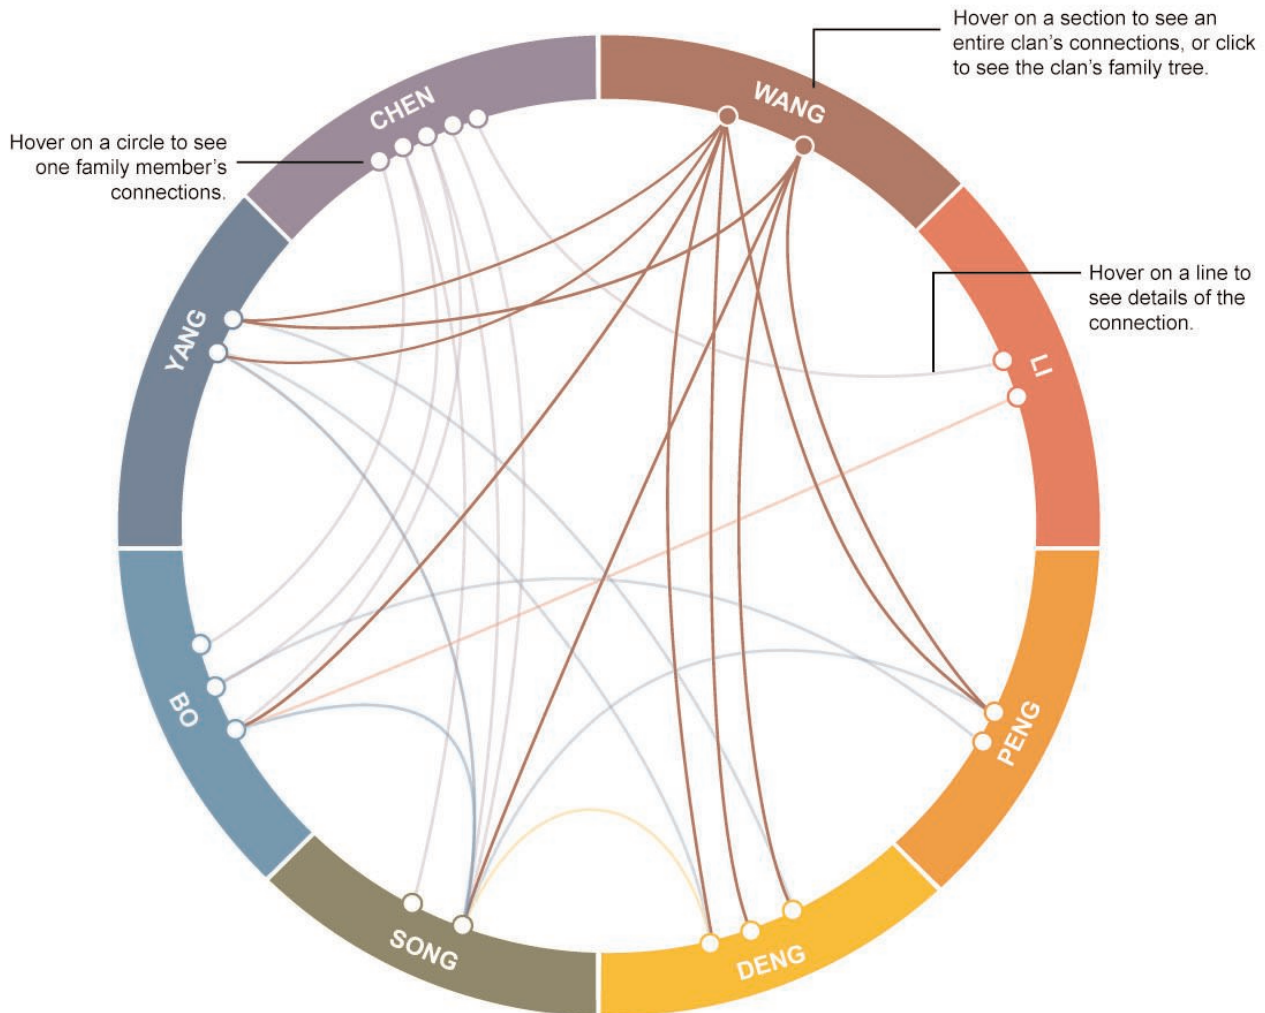 Hover on a section to see an
entire clan's connections, or click
to see the clan's family tree.
CHEN
WANG
Hover on a circle to see
one family member's
connections.
Hover on a line to
see details of the
connection.
YANG
LI
BO
PENG
SONG
DENG